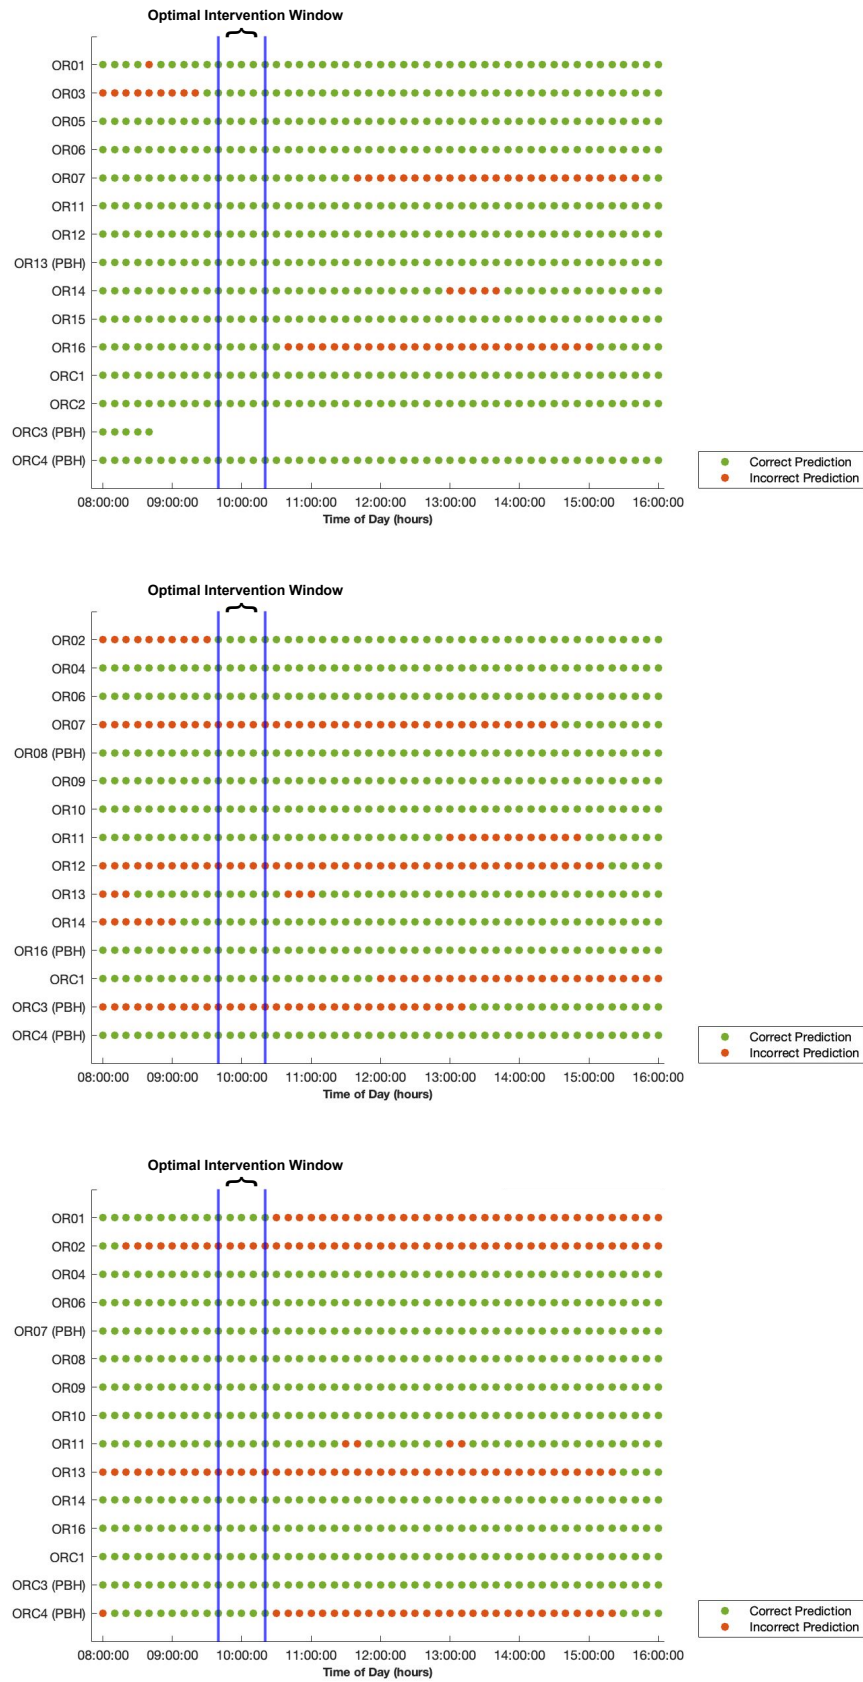 Optimal Intervention Window
OR01
OR03
OR05
OR06
OR07
OR11
OR12
OR13 (PBH)
OR14
OR15
OR16
ORC1
ORC2
ORC3 (PBH)
ORC4 (PBH)
Correct Prediction
Incorrect Prediction
08:00:00 09:00:00 10:00:00 11:00:00 12:00:00 13:00:00 14:00:00 15:00:00 16:00:00
Time of Day (hours)
Optimal Intervention Window
OR02
OR04
OR06
OR07
OR08 (PBH)
OR09
OR10
OR11
OR12
OR13
OR14
OR16 (PBH)
ORC1
ORC3 (PBH)
ORC4 (PBH)
Correct Prediction
Incorrect Prediction
08:00:00 09:00:00 10:00:00 11:00:00 12:00:00 13:00:00 14:00:00 15:00:00 16:00:00
Time of Day (hours)
Optimal Intervention Window
OR01
OR02
OR04
OR06
OR07 (PBH)
OR08
OR09
OR10
OR11
OR13
OR14
OR16
ORC1
ORC3 (PBH)
ORC4 (PBH)
Correct Prediction
Incorrect Prediction
08:00:00 09:00:00 10:00:00 11:00:00 12:00:00 13:00:00 14:00:00 15:00:00 16:00:00
Time of Day (hours)